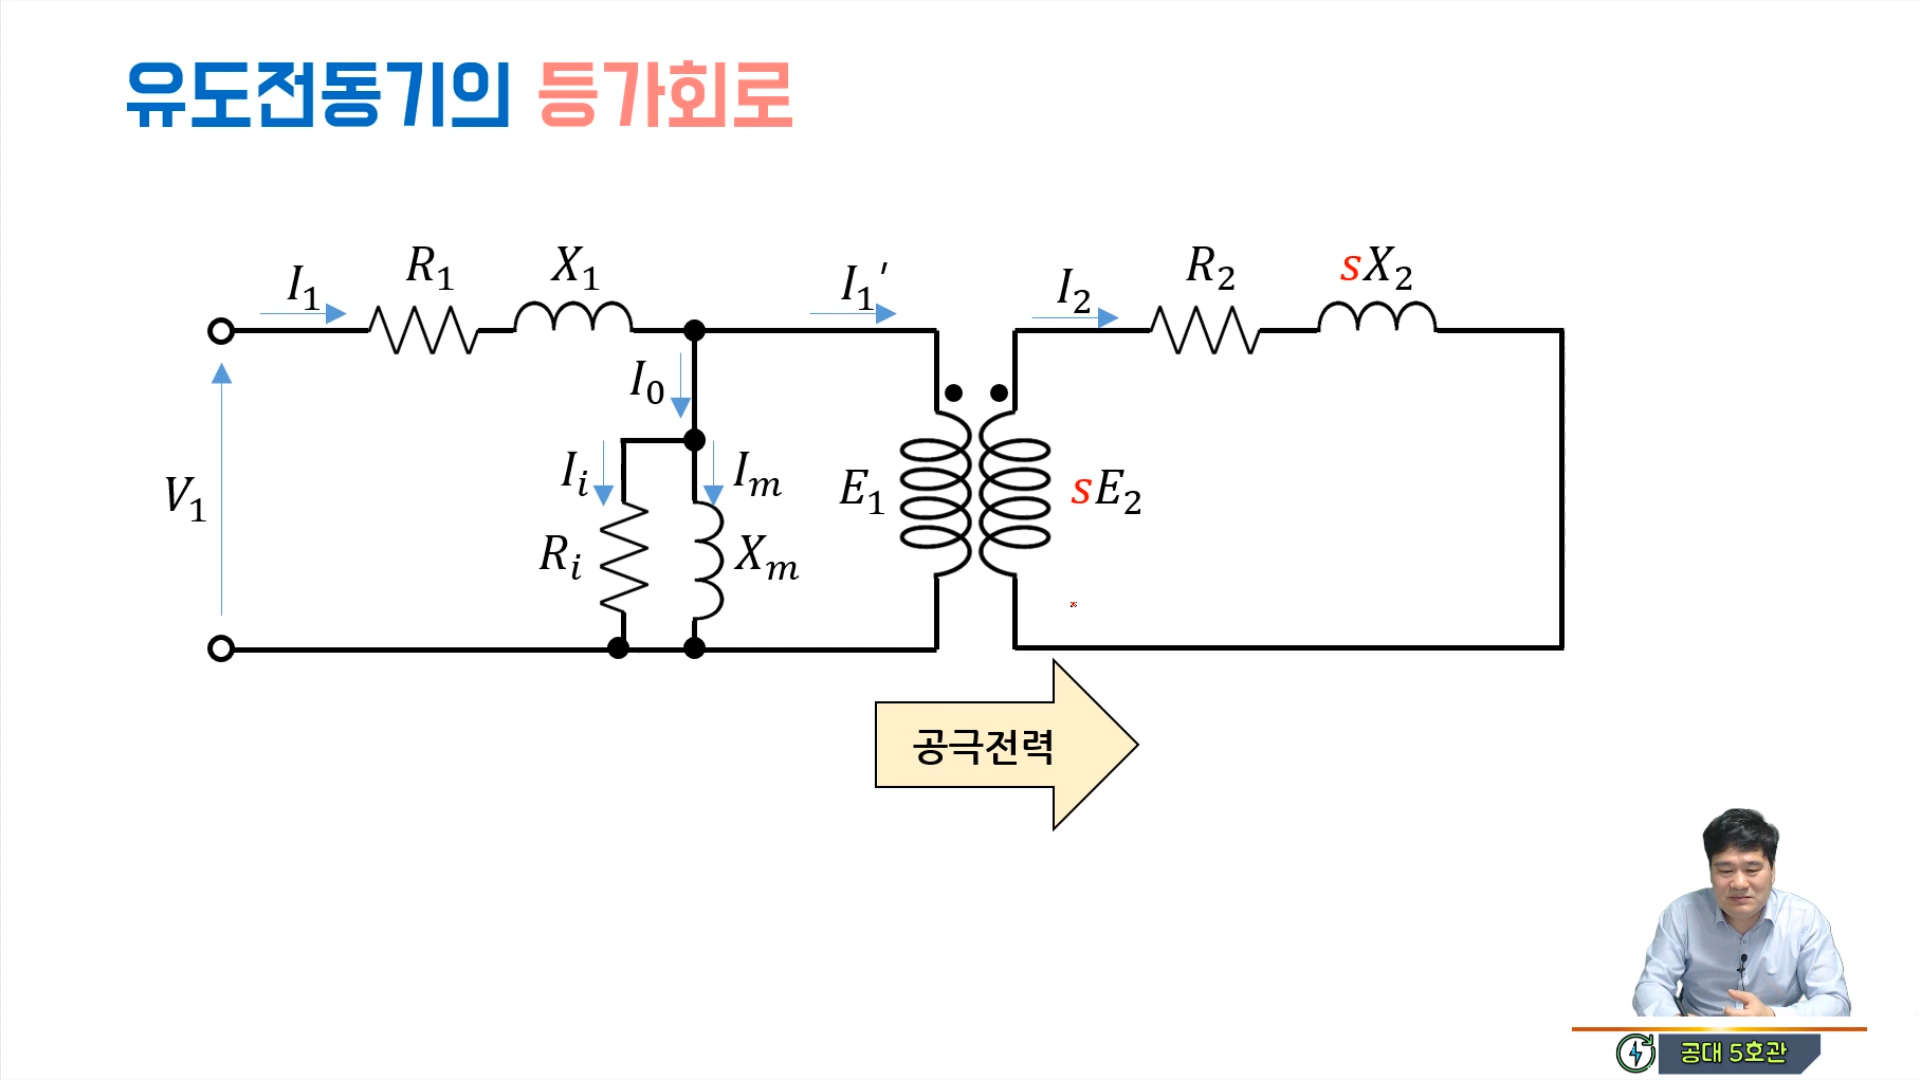 유도전동기의 등가회로
I₁ R₁ X₁ I₁′ I₂ R₂ sX₂
I₀
Iᵢ Iₘ
V₁ E₁ sE₂
Rᵢ Xₘ
공극전력
공대 5호관